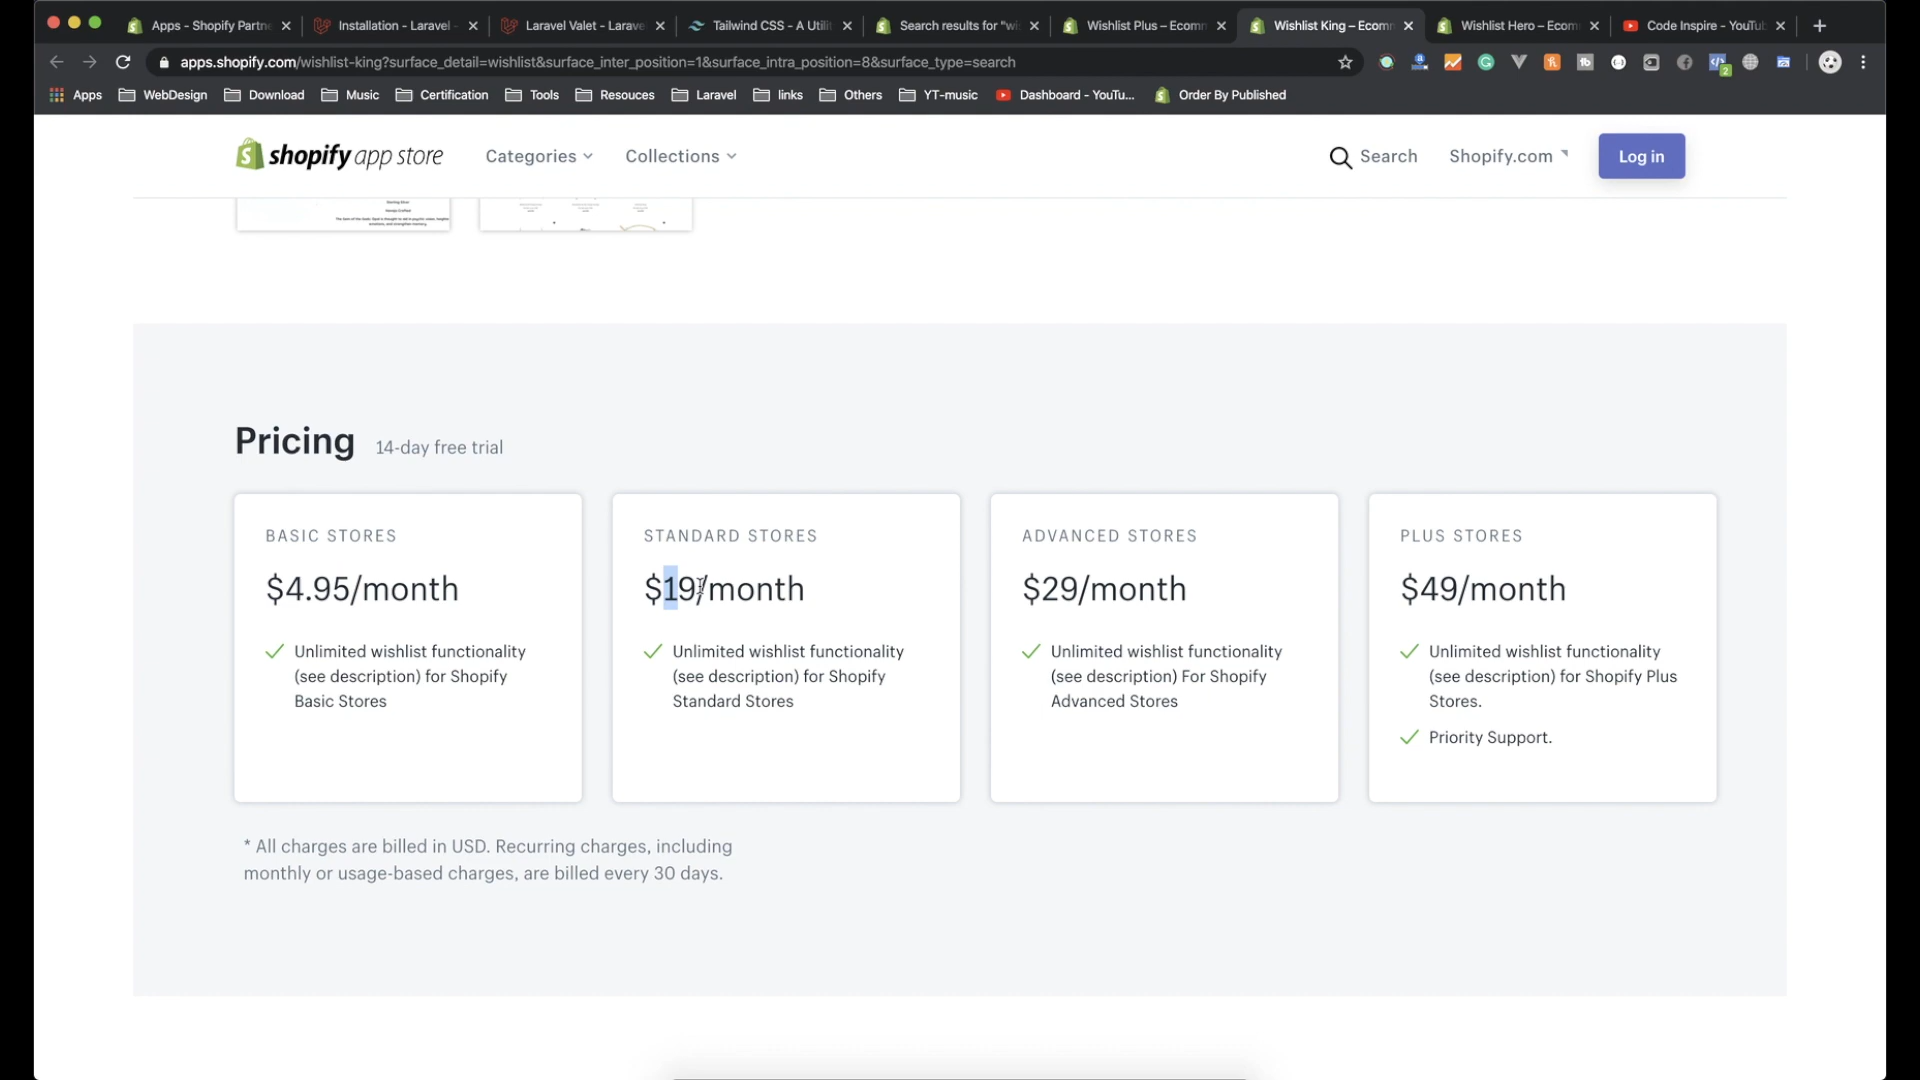 Apps - Shopify Partne
Installation - Laravel -
Laravel Valet - Larave
Tailwind CSS - A Utili
Search results for "wi
Wishlist Plus – Ecomm
Wishlist King – Ecomn
Wishlist Hero – Ecom
Code Inspire - YouTub
apps.shopify.com/wishlist-king?surface_detail=wishlist&surface_inter_position=1&surface_intra_position=8&surface_type=search
Apps
WebDesign
Download
Music
Certification
Tools
Resouces
Laravel
links
Others
YT-music
Dashboard - YouTu...
Order By Published
shopify app store
Categories
Collections
Search
Shopify.com
Log in
Pricing
14-day free trial
BASIC STORES
$4.95/month
Unlimited wishlist functionality
(see description) for Shopify
Basic Stores
STANDARD STORES
$19/month
Unlimited wishlist functionality
(see description) for Shopify
Standard Stores
ADVANCED STORES
$29/month
Unlimited wishlist functionality
(see description) For Shopify
Advanced Stores
PLUS STORES
$49/month
Unlimited wishlist functionality
(see description) for Shopify Plus
Stores.
Priority Support.
* All charges are billed in USD. Recurring charges, including
monthly or usage-based charges, are billed every 30 days.